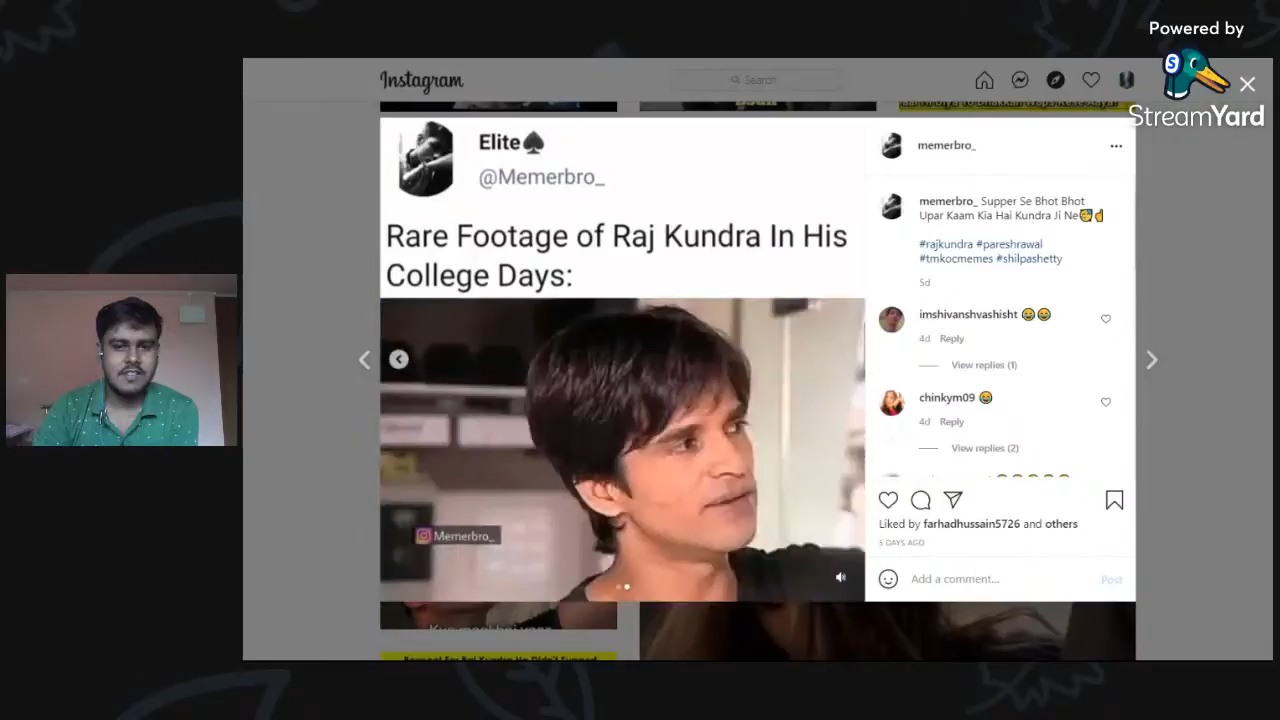 Powered by
StreamYard
Instagram
Search
Elite
@Memerbro_
Rare Footage of Raj Kundra In His
College Days:
Memerbro_
memerbro_
memerbro_ Supper Se Bhot Bhot
Upar Kaam Kia Hai Kundra Ji Ne
#rajkundra #pareshrawal
#tmkocmemes #shilpashetty
5d
imshivanshvashisht
4d Reply
View replies (1)
chinkym09
4d Reply
View replies (2)
Liked by farhadhussain5726 and others
5 DAYS AGO
Add a comment...
Post